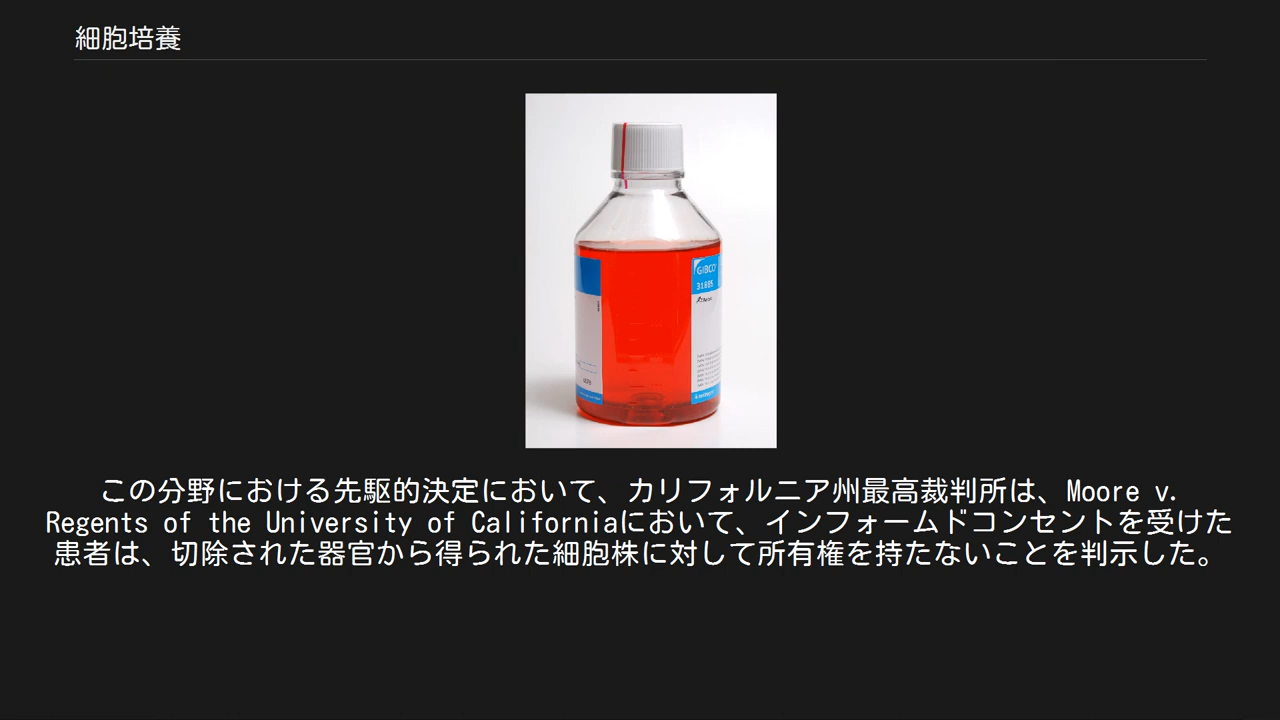 細胞培養
GIBCO
31885
この分野における先駆的決定において、カリフォルニア州最高裁判所は、Moore v.
Regents of the University of Californiaにおいて、インフォームドコンセントを受けた
患者は、切除された器官から得られた細胞株に対して所有権を持たないことを判示した。